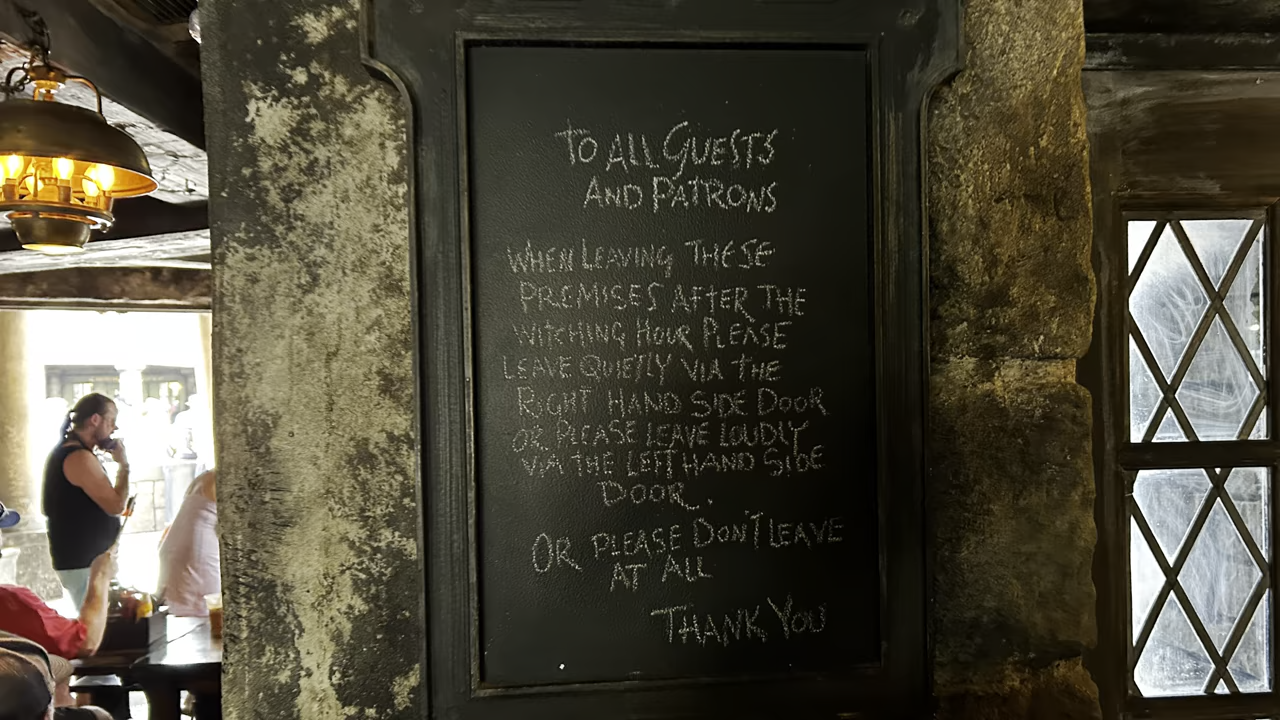 TO ALL GUESTS
AND PATRONS
WHEN LEAVING THESE
PREMISES AFTER THE
WITCHING HOUR PLEASE
LEAVE QUIETLY VIA THE
RIGHT HAND SIDE DOOR
OR PLEASE LEAVE LOUDLY
VIA THE LEFT HAND SIDE
DOOR.
OR PLEASE DON'T LEAVE
AT ALL
THANK YOU